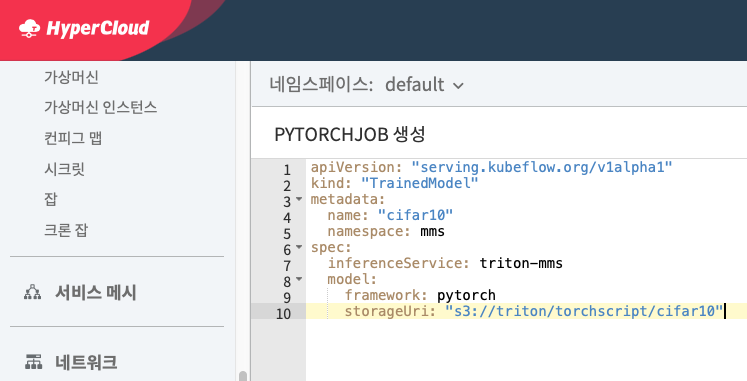 HyperCloud
가상머신
가상머신 인스턴스
컨피그 맵
시크릿
잡
크론 잡
서비스 메시
네트워크
네임스페이스: default
PYTORCHJOB 생성
1 apiVersion: "serving.kubeflow.org/v1alpha1"
2 kind: "TrainedModel"
3 metadata:
4 name: "cifar10"
5 namespace: mms
6 spec:
7 inferenceService: triton-mms
8 model:
9 framework: pytorch
10 storageUri: "s3://triton/torchscript/cifar10"